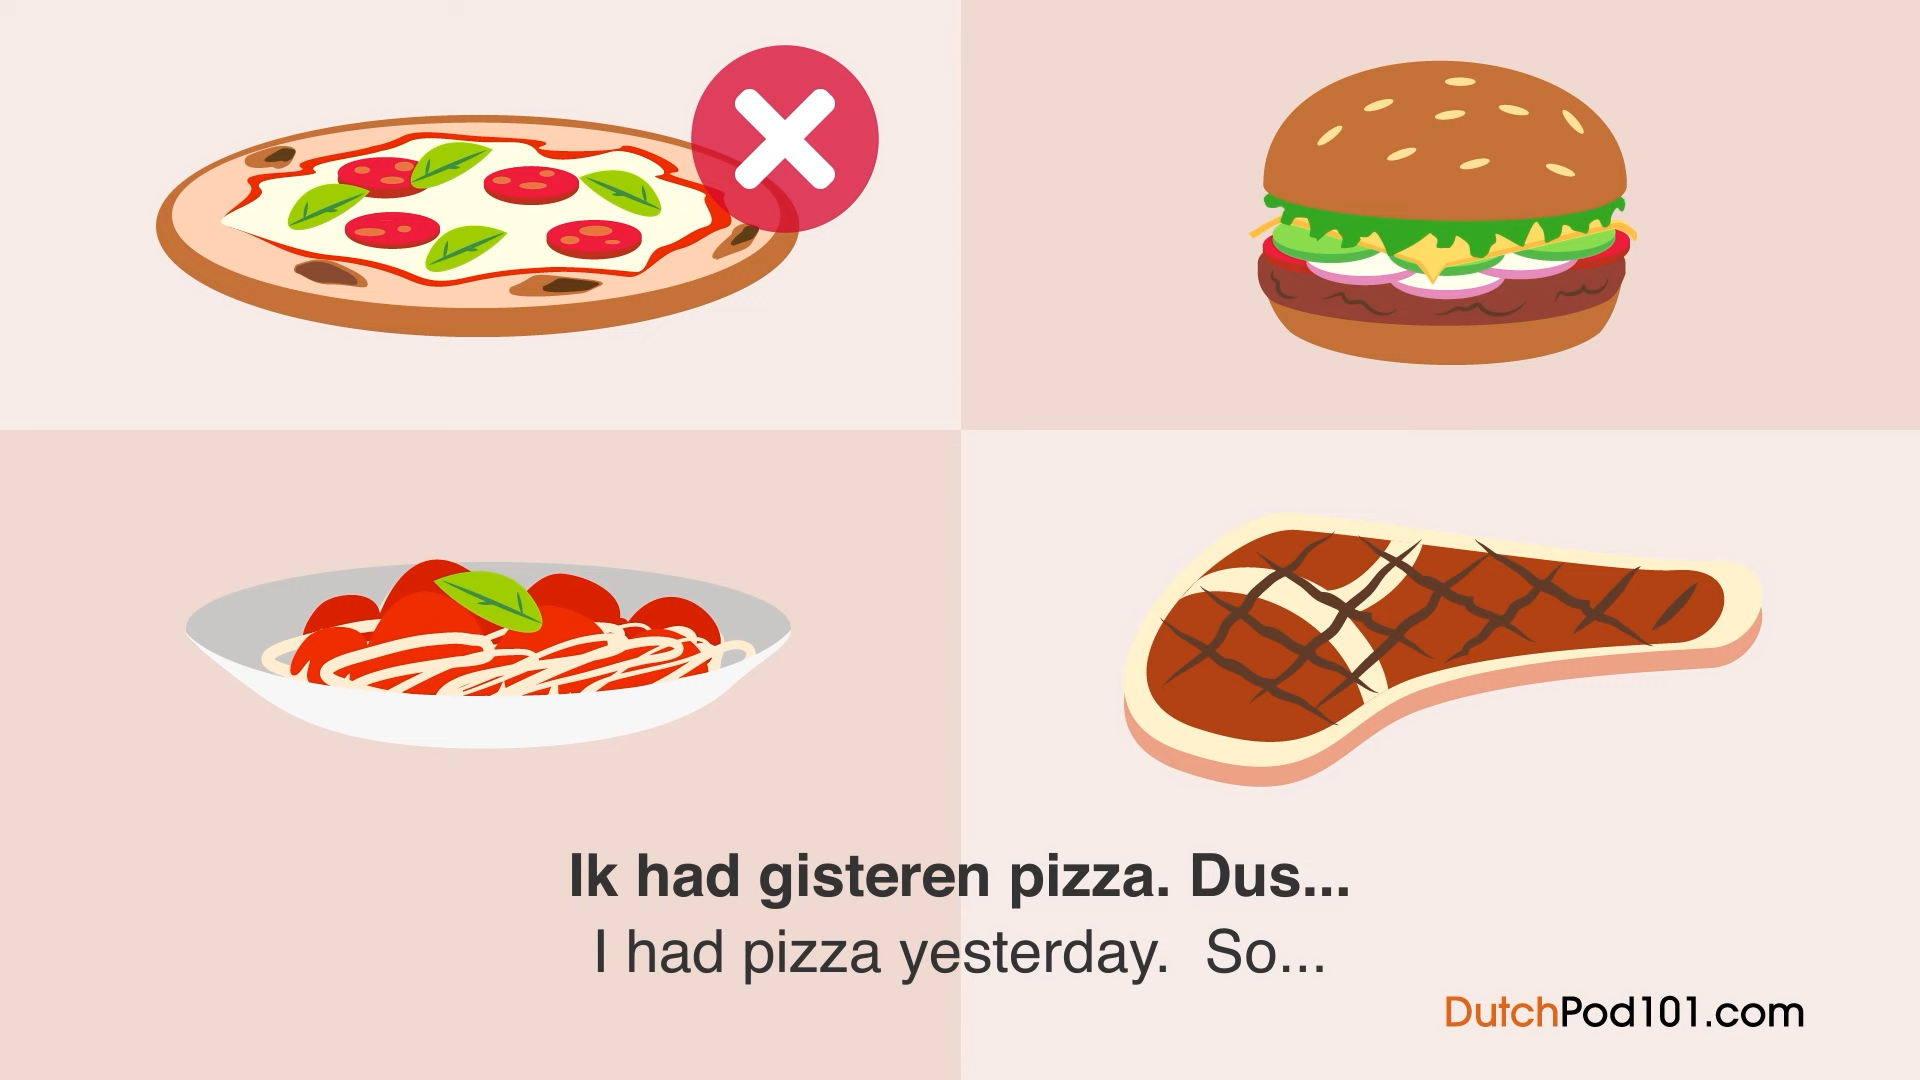 Ik had gisteren pizza. Dus...
I had pizza yesterday.  So...
DutchPod101.com